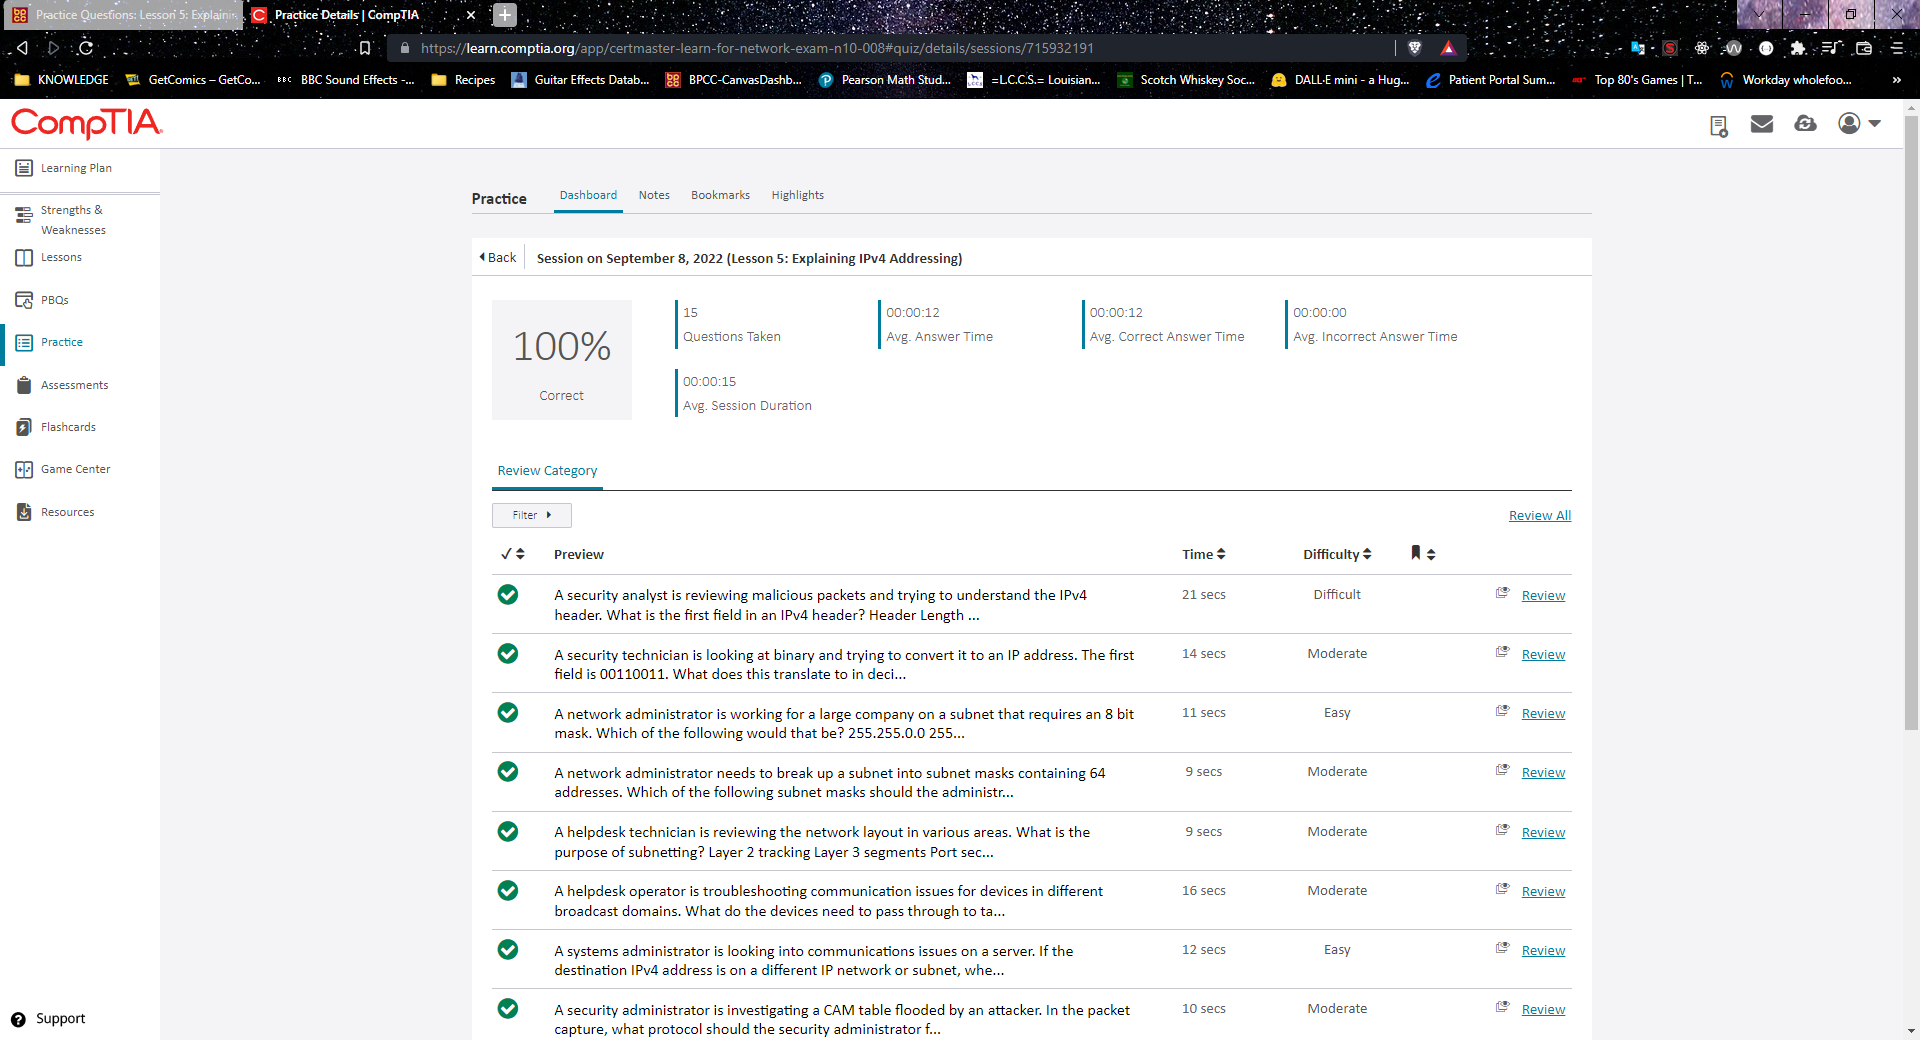 Practice Questions: Lesson 5: Explain
Practice Details | CompTIA
https://learn.comptia.org/app/certmaster-learn-for-network-exam-n10-008#quiz/details/sessions/715932191
KNOWLEDGE
GetComics – GetCo...
BBC BBC Sound Effects -...
Recipes
Guitar Effects Datab...
BPCC-CanvasDashb...
Pearson Math Stud...
=L.C.C.S.= Louisian...
Scotch Whiskey Soc...
DALL·E mini - a Hug...
Patient Portal Sum...
Top 80's Games | T...
Workday wholefoo...
»
CompTIA.
Learning Plan
Strengths &
Weaknesses
Lessons
PBQs
Practice
Assessments
Flashcards
Game Center
Resources
Support
Practice
Dashboard
Notes
Bookmarks
Highlights
Back
Session on September 8, 2022 (Lesson 5: Explaining IPv4 Addressing)
100%
Correct
15
Questions Taken
00:00:12
Avg. Answer Time
00:00:12
Avg. Correct Answer Time
00:00:00
Avg. Incorrect Answer Time
00:00:15
Avg. Session Duration
Review Category
Filter
Review All
Preview
Time
Difficulty
A security analyst is reviewing malicious packets and trying to understand the IPv4
header. What is the first field in an IPv4 header? Header Length ...
21 secs
Difficult
Review
A security technician is looking at binary and trying to convert it to an IP address. The first
field is 00110011. What does this translate to in deci...
14 secs
Moderate
Review
A network administrator is working for a large company on a subnet that requires an 8 bit
mask. Which of the following would that be? 255.255.0.0 255...
11 secs
Easy
Review
A network administrator needs to break up a subnet into subnet masks containing 64
addresses. Which of the following subnet masks should the administr...
9 secs
Moderate
Review
A helpdesk technician is reviewing the network layout in various areas. What is the
purpose of subnetting? Layer 2 tracking Layer 3 segments Port sec...
9 secs
Moderate
Review
A helpdesk operator is troubleshooting communication issues for devices in different
broadcast domains. What do the devices need to pass through to ta...
16 secs
Moderate
Review
A systems administrator is looking into communications issues on a server. If the
destination IPv4 address is on a different IP network or subnet, whe...
12 secs
Easy
Review
A security administrator is investigating a CAM table flooded by an attacker. In the packet
capture, what protocol should the security administrator f...
10 secs
Moderate
Review